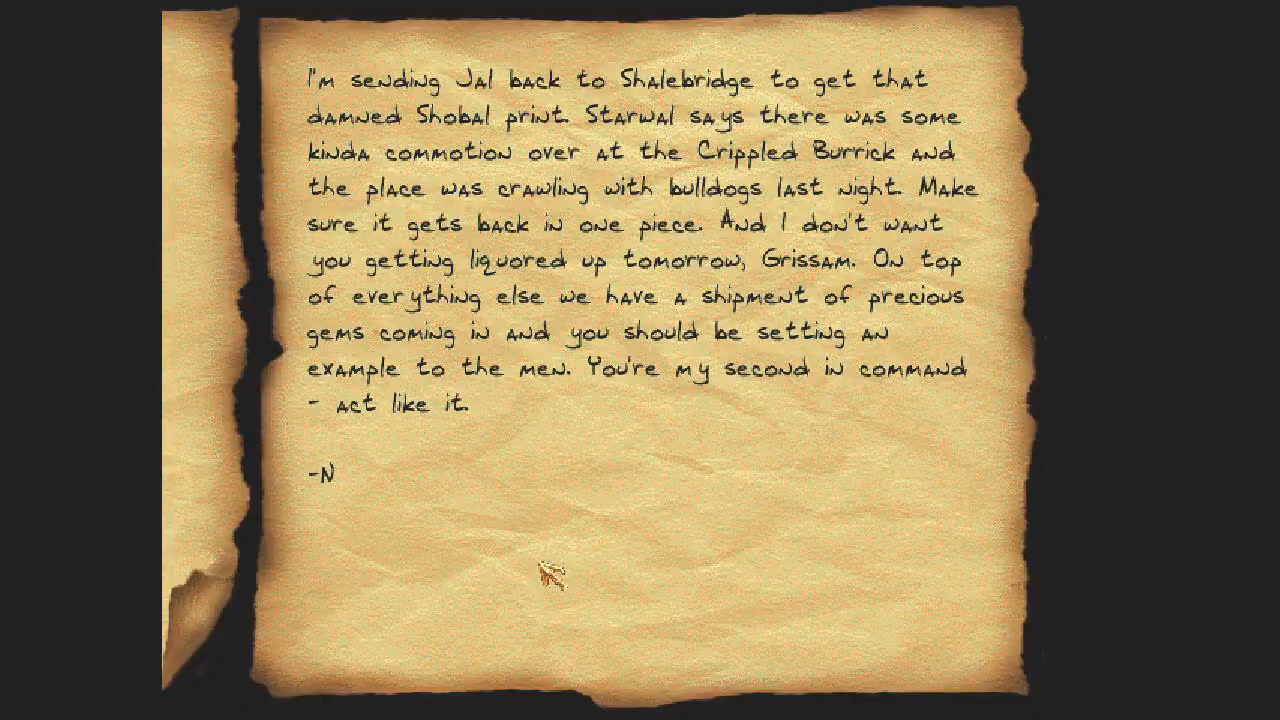 I'm sending Jal back to Shalebridge to get that
damned Shobal print. Starwal says there was some
kinda commotion over at the Crippled Burrick and
the place was crawling with bulldogs last night. Make
sure it gets back in one piece. And I don't want
you getting liquored up tomorrow, Grissam. On top
of everything else we have a shipment of precious
gems coming in and you should be setting an
example to the men. You're my second in command
- act like it.
-N